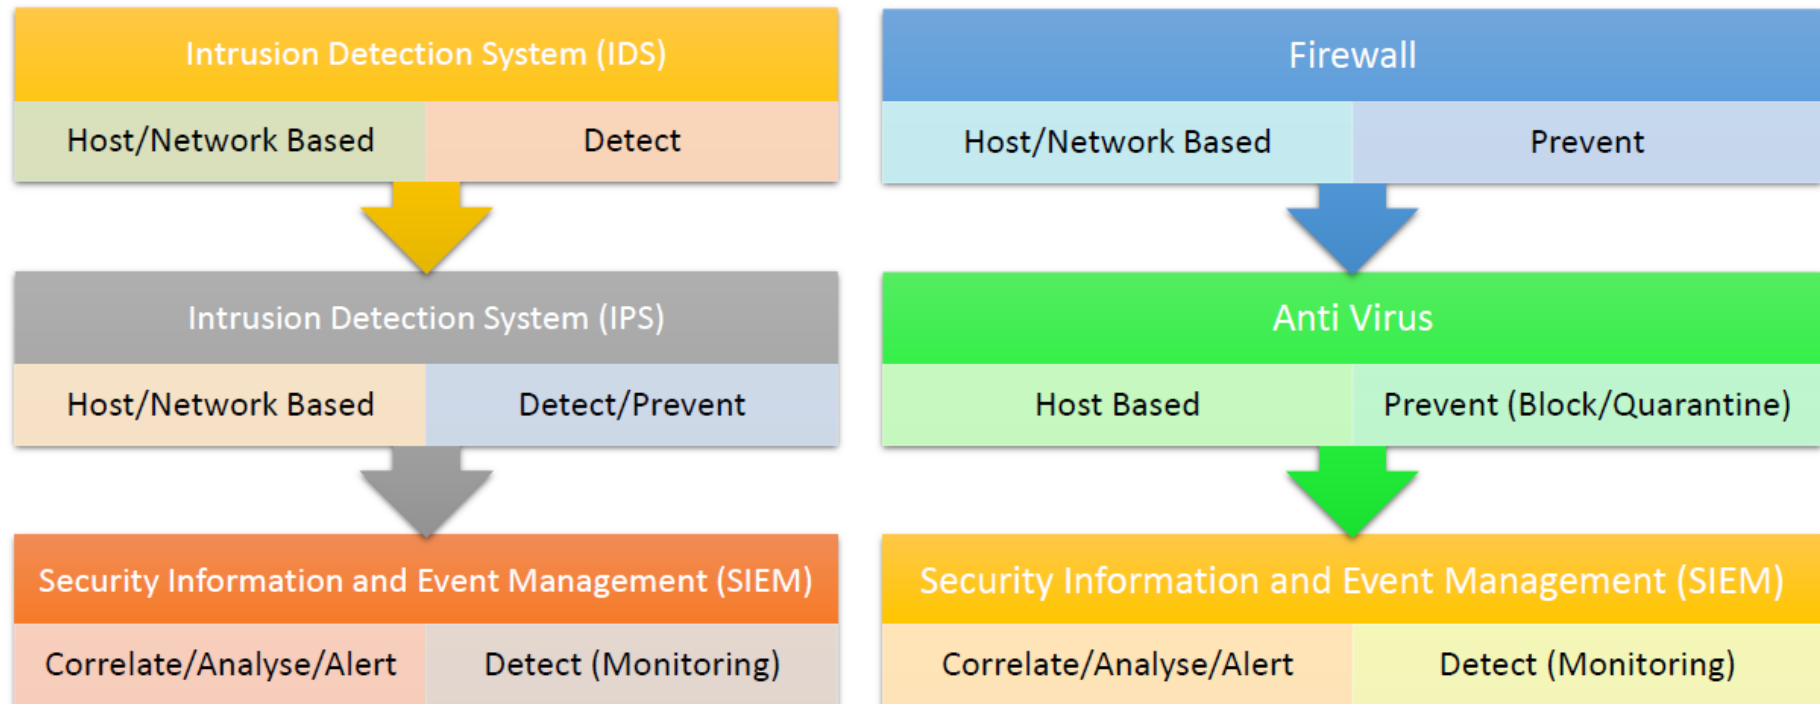 Intrusion Detection System (IDS)
Host/Network Based
Detect
Intrusion Detection System (IPS)
Host/Network Based
Detect/Prevent
Security Information and Event Management (SIEM)
Correlate/Analyse/Alert
Detect (Monitoring)
Firewall
Host/Network Based
Prevent
Anti Virus
Host Based
Prevent (Block/Quarantine)
Security Information and Event Management (SIEM)
Correlate/Analyse/Alert
Detect (Monitoring)